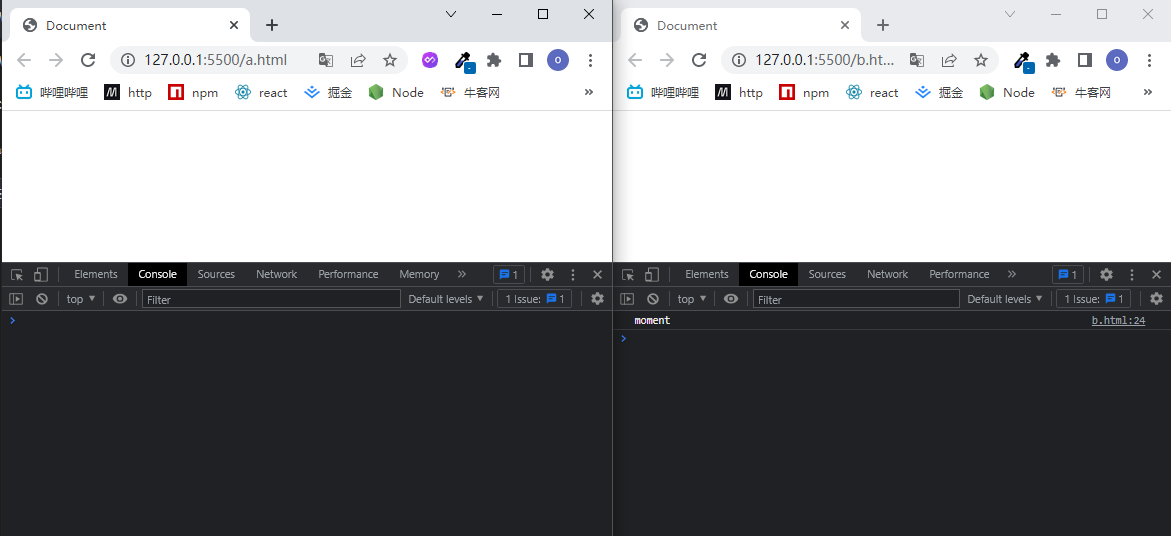 Document
127.0.0.1:5500/a.html
哔哩哔哩 http npm react 掘金 Node 牛客网 »
Elements Console Sources Network Performance Memory » 1
top Filter Default levels 1 Issue: 1
Document
127.0.0.1:5500/b.ht... O
哔哩哔哩 http npm react 掘金 Node 牛客网 »
Elements Console Sources Network Performance » 1
top Filter Default levels 1 Issue: 1
moment b.html:24